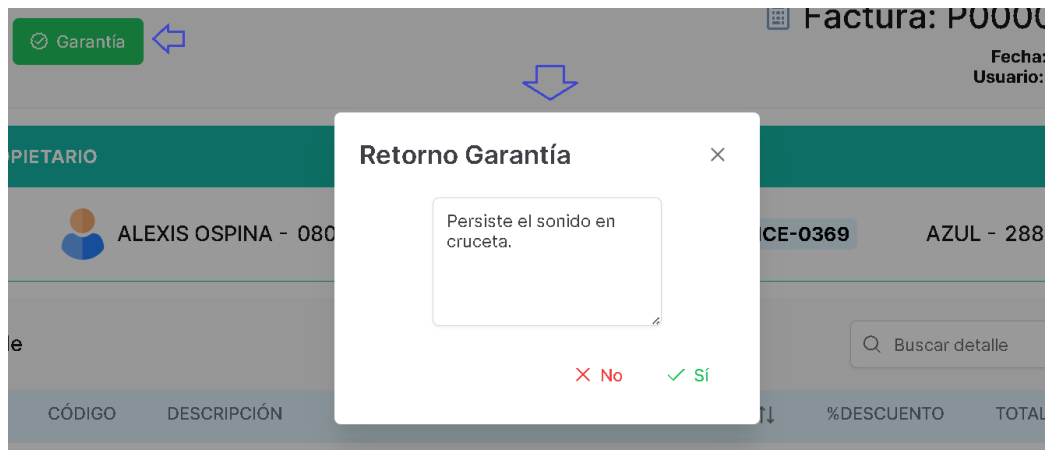 Garantía
Factura: P0000
Fecha:
Usuario:
PIETARIO
Retorno Garantía
ALEXIS OSPINA - 080
Persiste el sonido en
cruceta.
CE-0369
AZUL - 288
le
Buscar detalle
No
Sí
CÓDIGO
DESCRIPCIÓN
%DESCUENTO
TOTAL